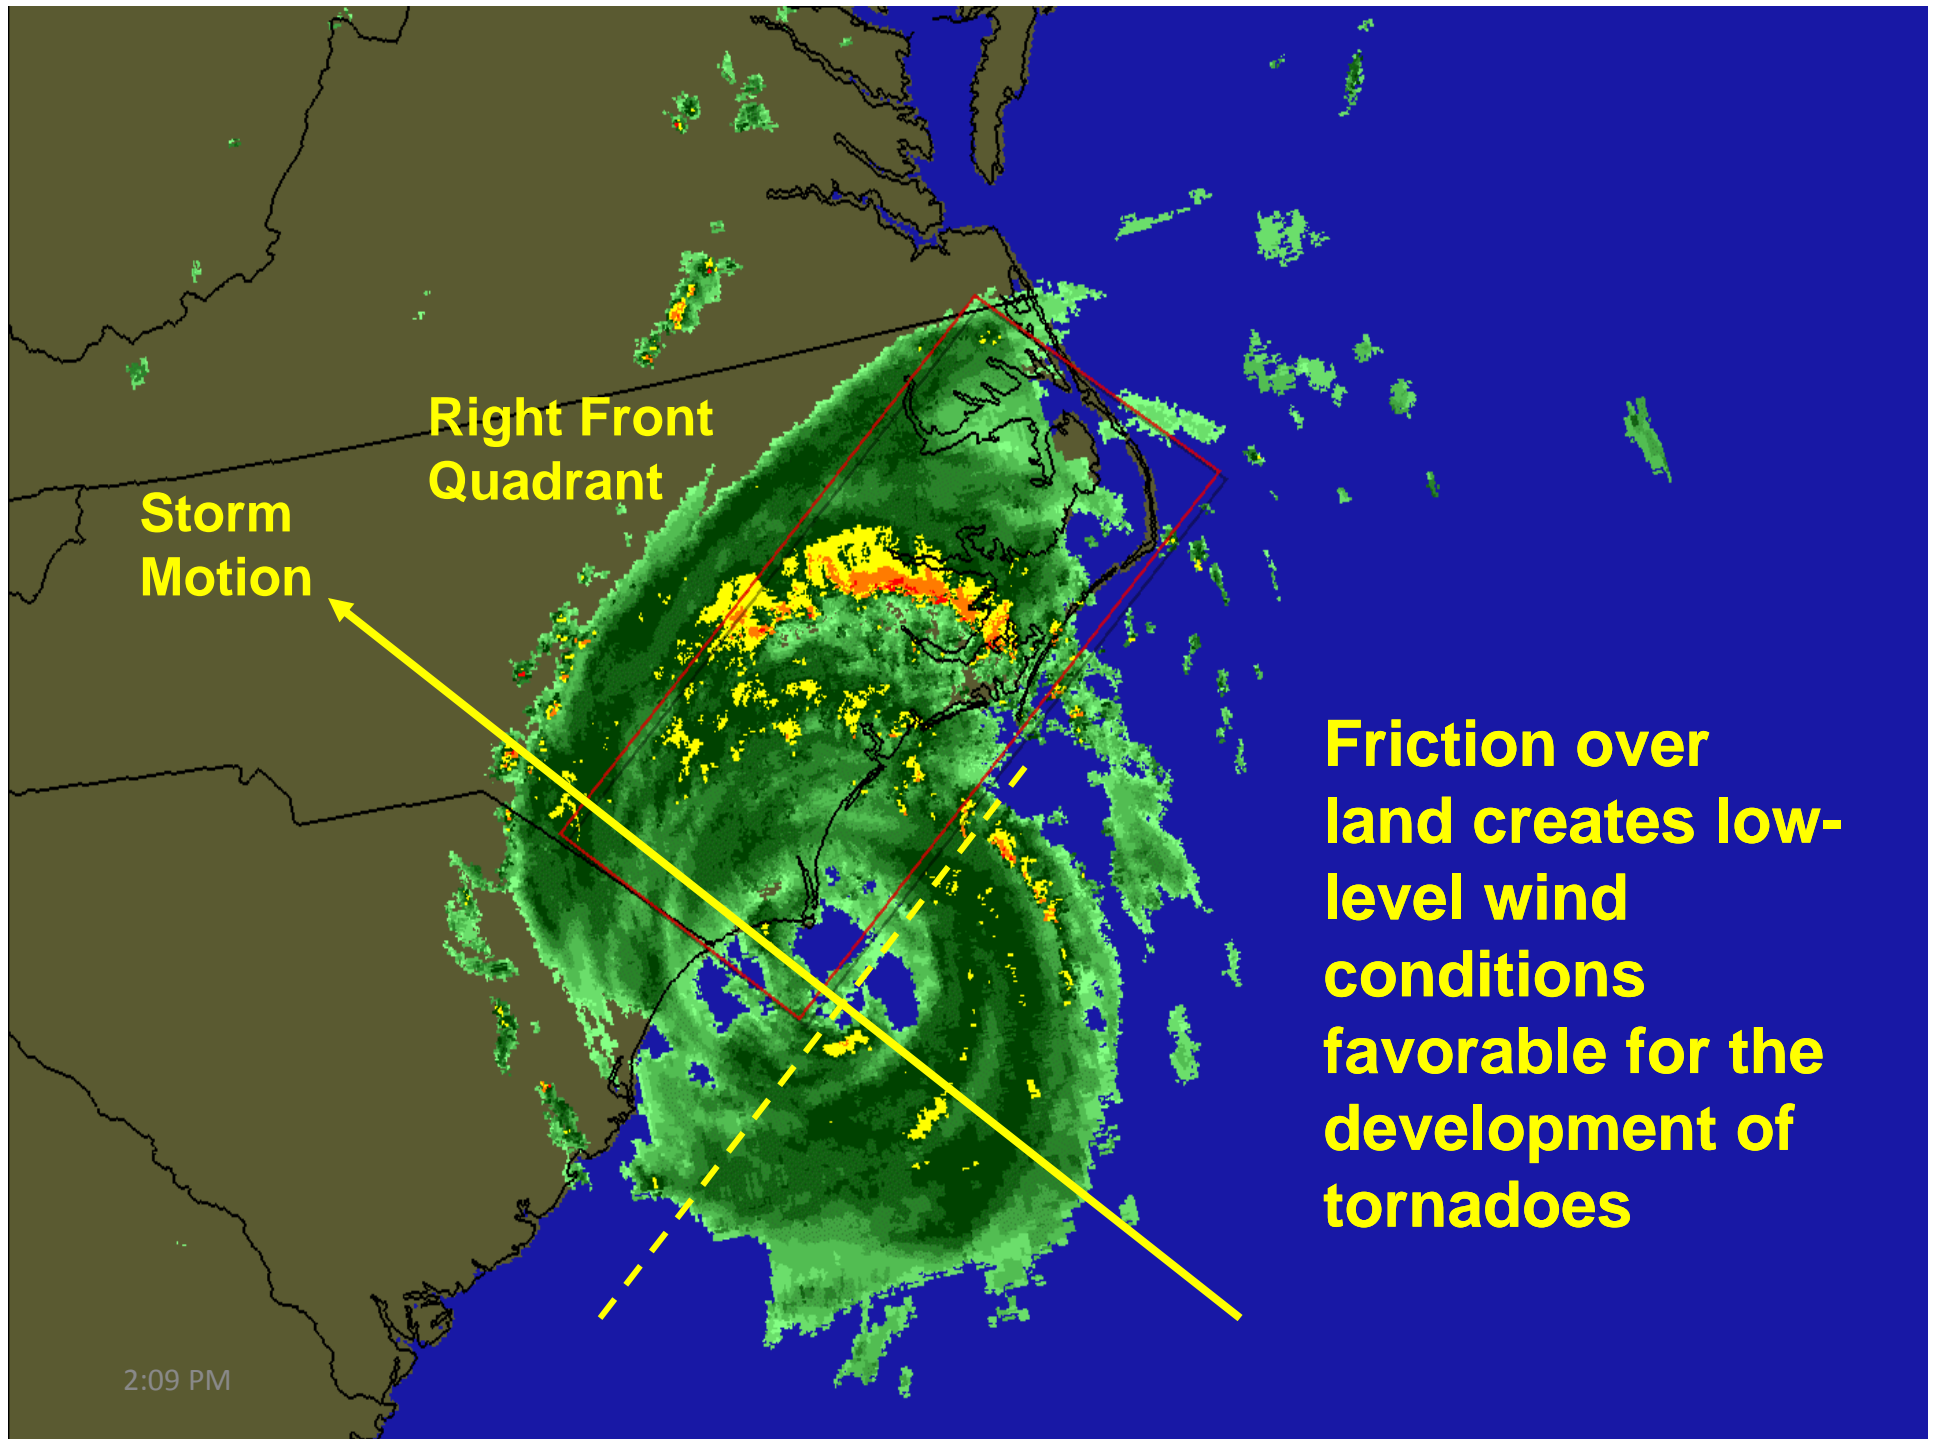 Right Front
Quadrant
Storm
Motion
Friction over
land creates low-
level wind
conditions
favorable for the
development of
tornadoes
2:09 PM